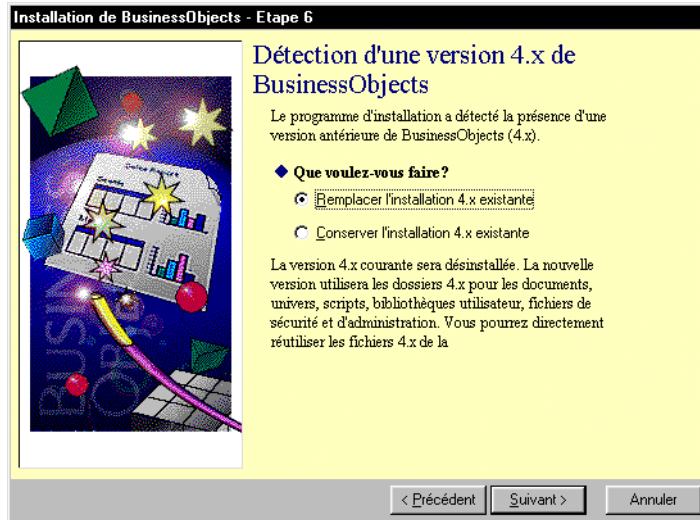 Installation de BusinessObjects - Etape 6
Détection d'une version 4.x de
BusinessObjects
Le programme d'installation a détecté la présence d'une
version antérieure de BusinessObjects (4.x).
Que voulez-vous faire?
Remplacer l'installation 4.x existante
Conserver l'installation 4.x existante
La version 4.x courante sera désinstallée. La nouvelle
version utilisera les dossiers 4.x pour les documents,
univers, scripts, bibliothèques utilisateur, fichiers de
sécurité et d'administration. Vous pourrez directement
réutiliser les fichiers 4.x de la
BUSIN
OBJE
< Précédent
Suivant >
Annuler